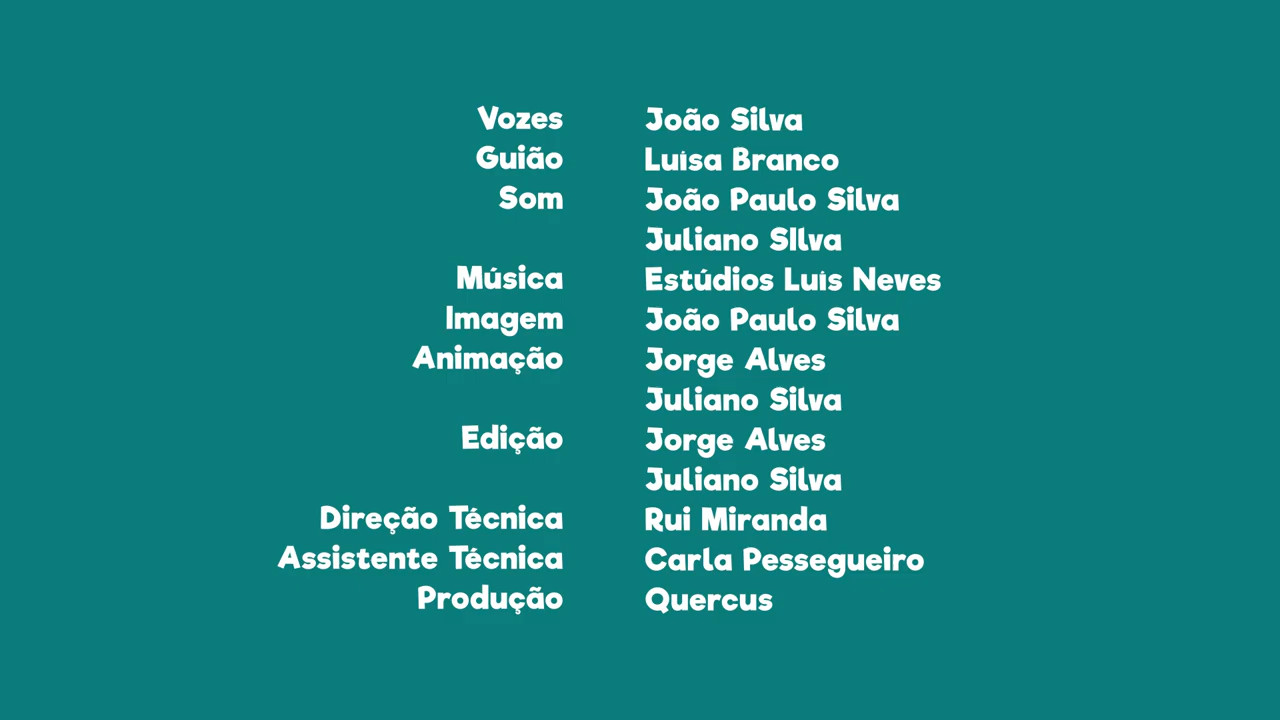 Vozes João Silva
Guião Luísa Branco
Som João Paulo Silva
Juliano SIlva
Música Estúdios Luís Neves
Imagem João Paulo Silva
Animação Jorge Alves
Juliano Silva
Edição Jorge Alves
Juliano Silva
Direção Técnica Rui Miranda
Assistente Técnica Carla Pessegueiro
Produção Quercus